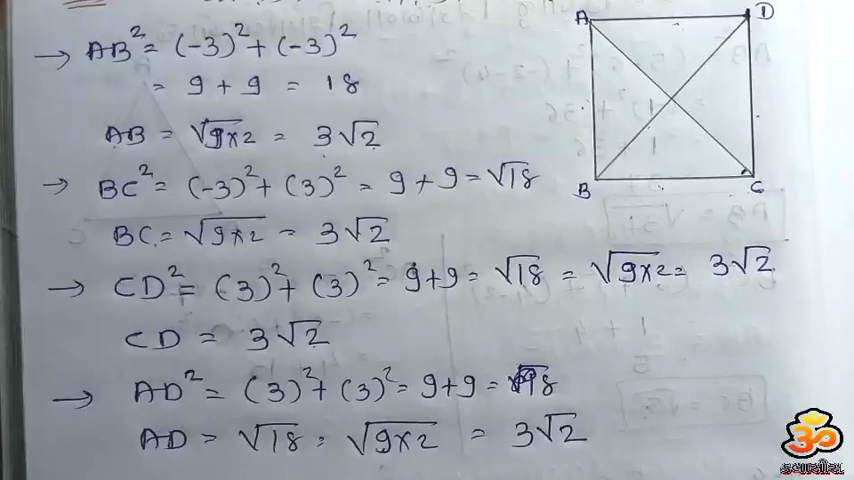 → AB² = (-3)² + (-3)²
= 9 + 9 = 18
AB = √9×2 = 3√2
→ BC² = (-3)² + (3)² = 9 + 9 = √18
BC = √9×2 = 3√2
→ CD² = (3)² + (3)² = 9+9 = √18 = √9×2 = 3√2
CD = 3√2
→ AD² = (3)² + (3)² = 9+9 = √18
AD = √18 = √9×2 = 3√2
A D
B C
ॐ